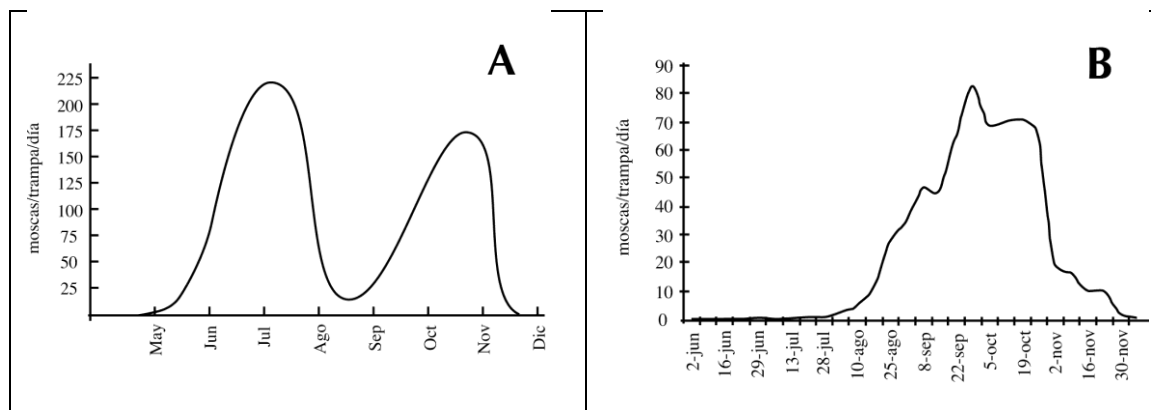 A
moscas/trampa/día
225
200
175
150
125
100
75
50
25
May
Jun
Jul
Ago
Sep
Oct
Nov
Dic
B
moscas/trampa/día
90
80
70
60
50
40
30
20
10
0
2-jun
16-jun
29-jun
13-jul
28-jul
10-ago
25-ago
8-sep
22-sep
5-oct
19-oct
2-nov
16-nov
30-nov